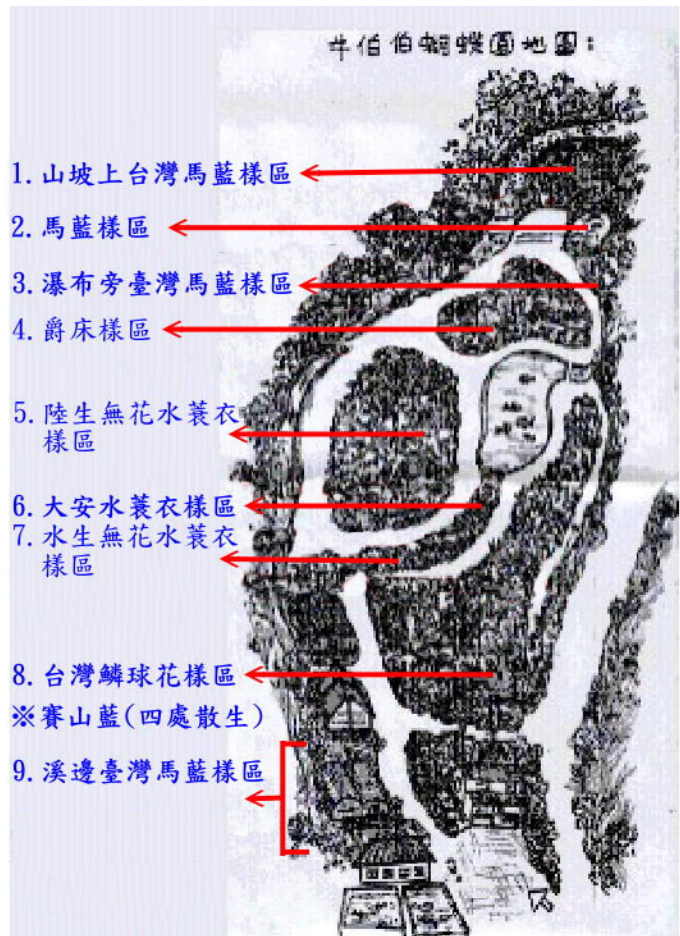 牛伯伯蝴蝶園地圖:
1.山坡上台灣馬藍樣區
2.馬藍樣區
3.瀑布旁臺灣馬藍樣區
4.爵床樣區
5.陸生無花水蓑衣
樣區
6.大安水蓑衣樣區
7.水生無花水蓑衣
樣區
8.台灣鱗球花樣區
※賽山藍(四處散生)
9.溪邊臺灣馬藍樣區